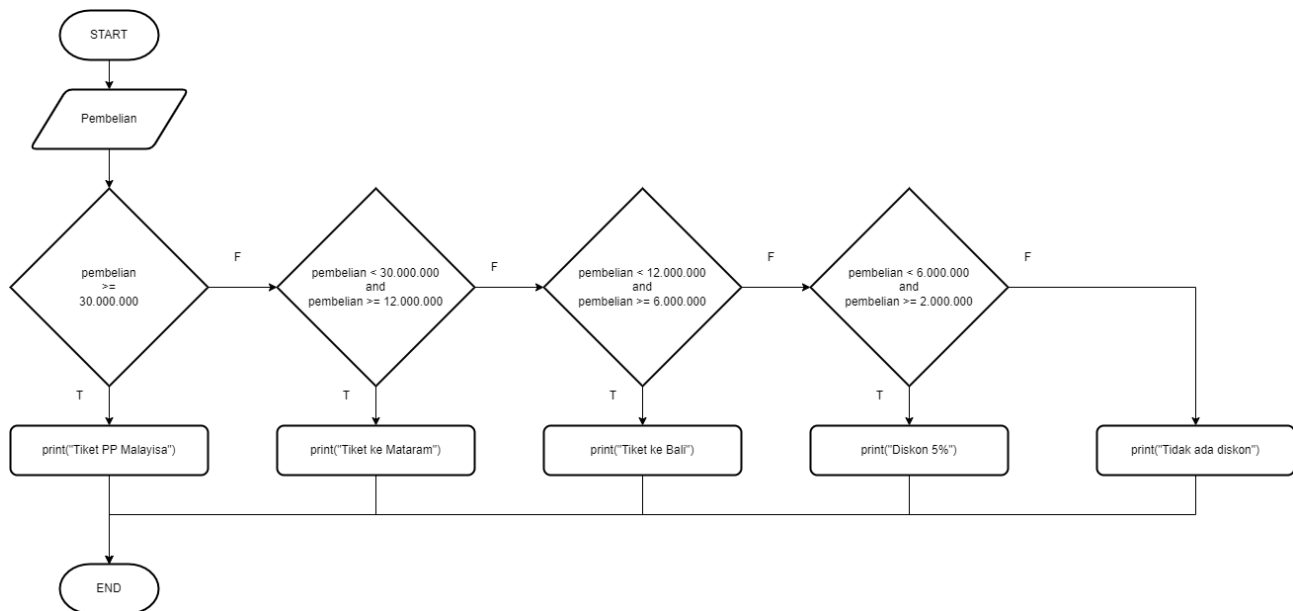 START
Pembelian
pembelian
>=
30.000.000
F
pembelian < 30.000.000
and
pembelian >= 12.000.000
F
pembelian < 12.000.000
and
pembelian >= 6.000.000
F
pembelian < 6.000.000
and
pembelian >= 2.000.000
F
T
T
T
T
print("Tiket PP Malayisa")
print("Tiket ke Mataram")
print("Tiket ke Bali")
print("Diskon 5%")
print("Tidak ada diskon")
END